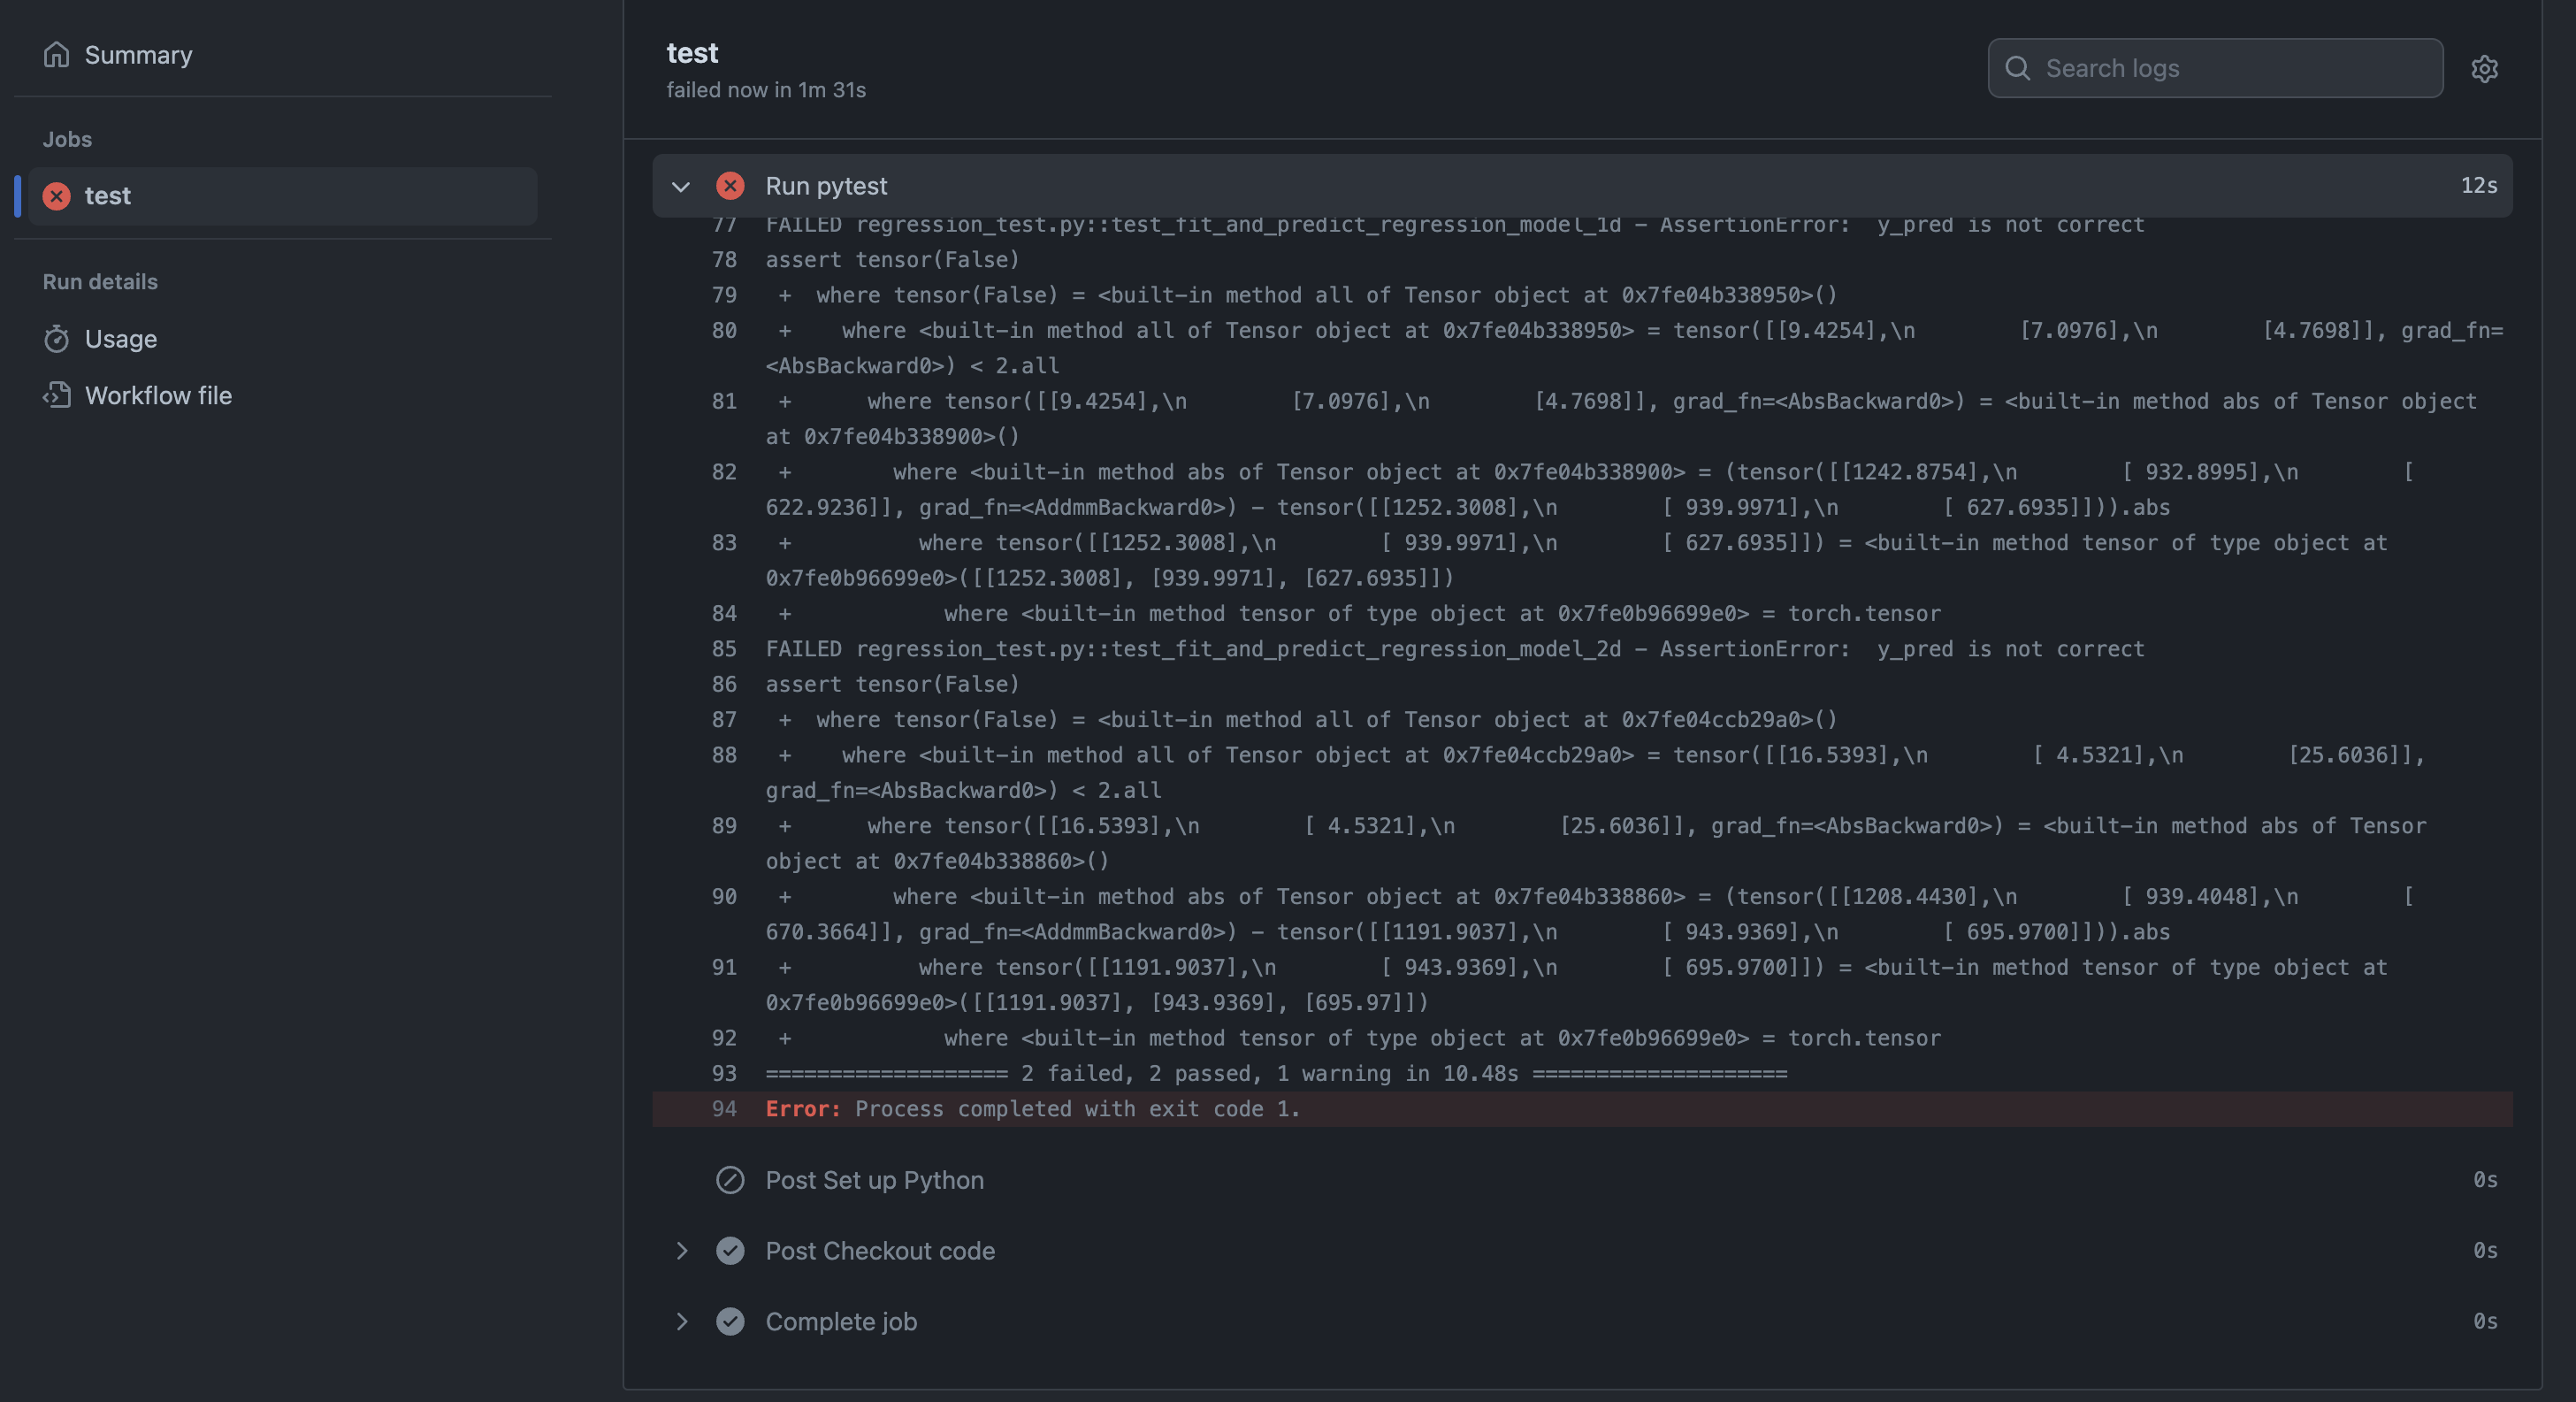 Summary
Jobs
test
Run details
Usage
Workflow file
test
failed now in 1m 31s
Search logs
Run pytest 12s
77 FAILED regression_test.py::test_fit_and_predict_regression_model_1d - AssertionError:  y_pred is not correct
78 assert tensor(False)
79  +  where tensor(False) = <built-in method all of Tensor object at 0x7fe04b338950>()
80  +    where <built-in method all of Tensor object at 0x7fe04b338950> = tensor([[9.4254],\n        [7.0976],\n        [4.7698]], grad_fn=
<AbsBackward0>) < 2.all
81  +      where tensor([[9.4254],\n        [7.0976],\n        [4.7698]], grad_fn=<AbsBackward0>) = <built-in method abs of Tensor object
at 0x7fe04b338900>()
82  +        where <built-in method abs of Tensor object at 0x7fe04b338900> = (tensor([[1242.8754],\n        [ 932.8995],\n        [
622.9236]], grad_fn=<AddmmBackward0>) - tensor([[1252.3008],\n        [ 939.9971],\n        [ 627.6935]])).abs
83  +          where tensor([[1252.3008],\n        [ 939.9971],\n        [ 627.6935]]) = <built-in method tensor of type object at
0x7fe0b96699e0>([[1252.3008], [939.9971], [627.6935]])
84  +            where <built-in method tensor of type object at 0x7fe0b96699e0> = torch.tensor
85 FAILED regression_test.py::test_fit_and_predict_regression_model_2d - AssertionError:  y_pred is not correct
86 assert tensor(False)
87  +  where tensor(False) = <built-in method all of Tensor object at 0x7fe04ccb29a0>()
88  +    where <built-in method all of Tensor object at 0x7fe04ccb29a0> = tensor([[16.5393],\n        [ 4.5321],\n        [25.6036]],
grad_fn=<AbsBackward0>) < 2.all
89  +      where tensor([[16.5393],\n        [ 4.5321],\n        [25.6036]], grad_fn=<AbsBackward0>) = <built-in method abs of Tensor
object at 0x7fe04b338860>()
90  +        where <built-in method abs of Tensor object at 0x7fe04b338860> = (tensor([[1208.4430],\n        [ 939.4048],\n        [
670.3664]], grad_fn=<AddmmBackward0>) - tensor([[1191.9037],\n        [ 943.9369],\n        [ 695.9700]])).abs
91  +          where tensor([[1191.9037],\n        [ 943.9369],\n        [ 695.9700]]) = <built-in method tensor of type object at
0x7fe0b96699e0>([[1191.9037], [943.9369], [695.97]])
92  +            where <built-in method tensor of type object at 0x7fe0b96699e0> = torch.tensor
93 =================== 2 failed, 2 passed, 1 warning in 10.48s ====================
94 Error: Process completed with exit code 1.
Post Set up Python 0s
Post Checkout code 0s
Complete job 0s